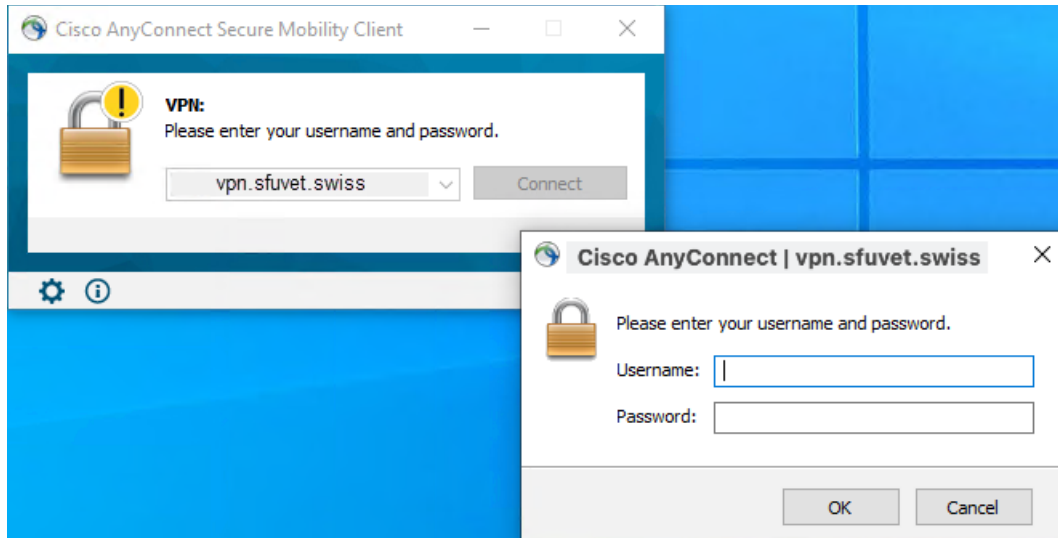 Cisco AnyConnect Secure Mobility Client
VPN:
Please enter your username and password.
vpn.sfuvet.swiss
Connect
Cisco AnyConnect | vpn.sfuvet.swiss
Please enter your username and password.
Username:
Password:
OK
Cancel